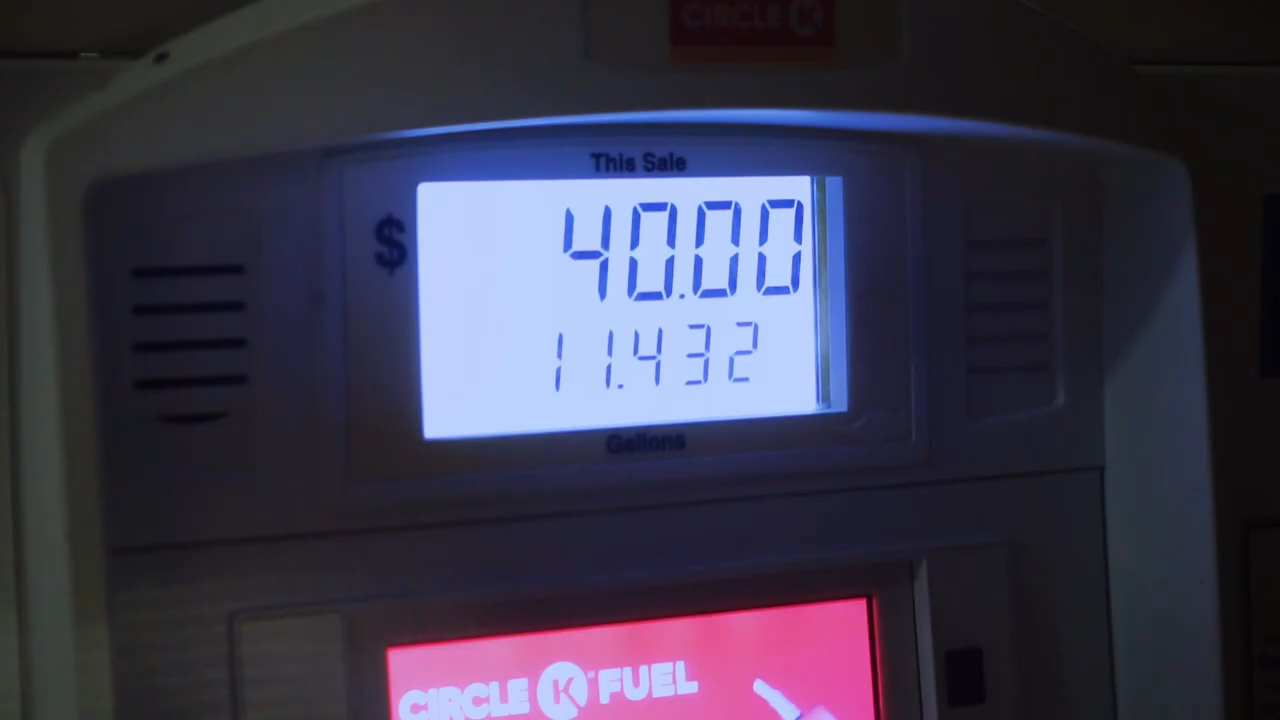 CIRCLE K
This Sale
$ 40.00
11.432
Gallons
CIRCLE K FUEL